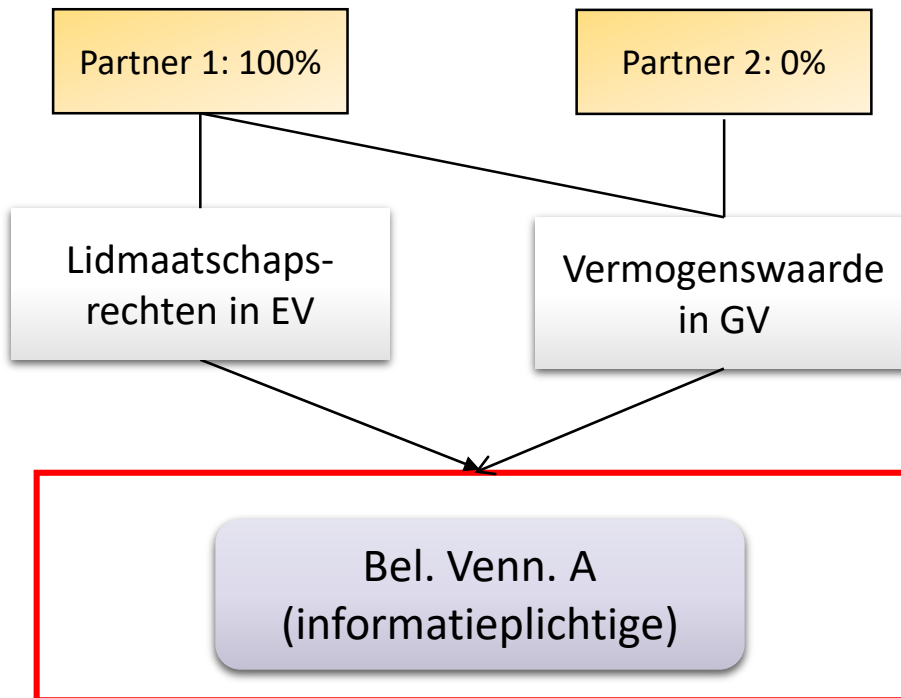 Partner 1: 100%
Partner 2: 0%
Lidmaatschaps-
rechten in EV
Vermogenswaarde
in GV
Bel. Venn. A
(informatieplichtige)